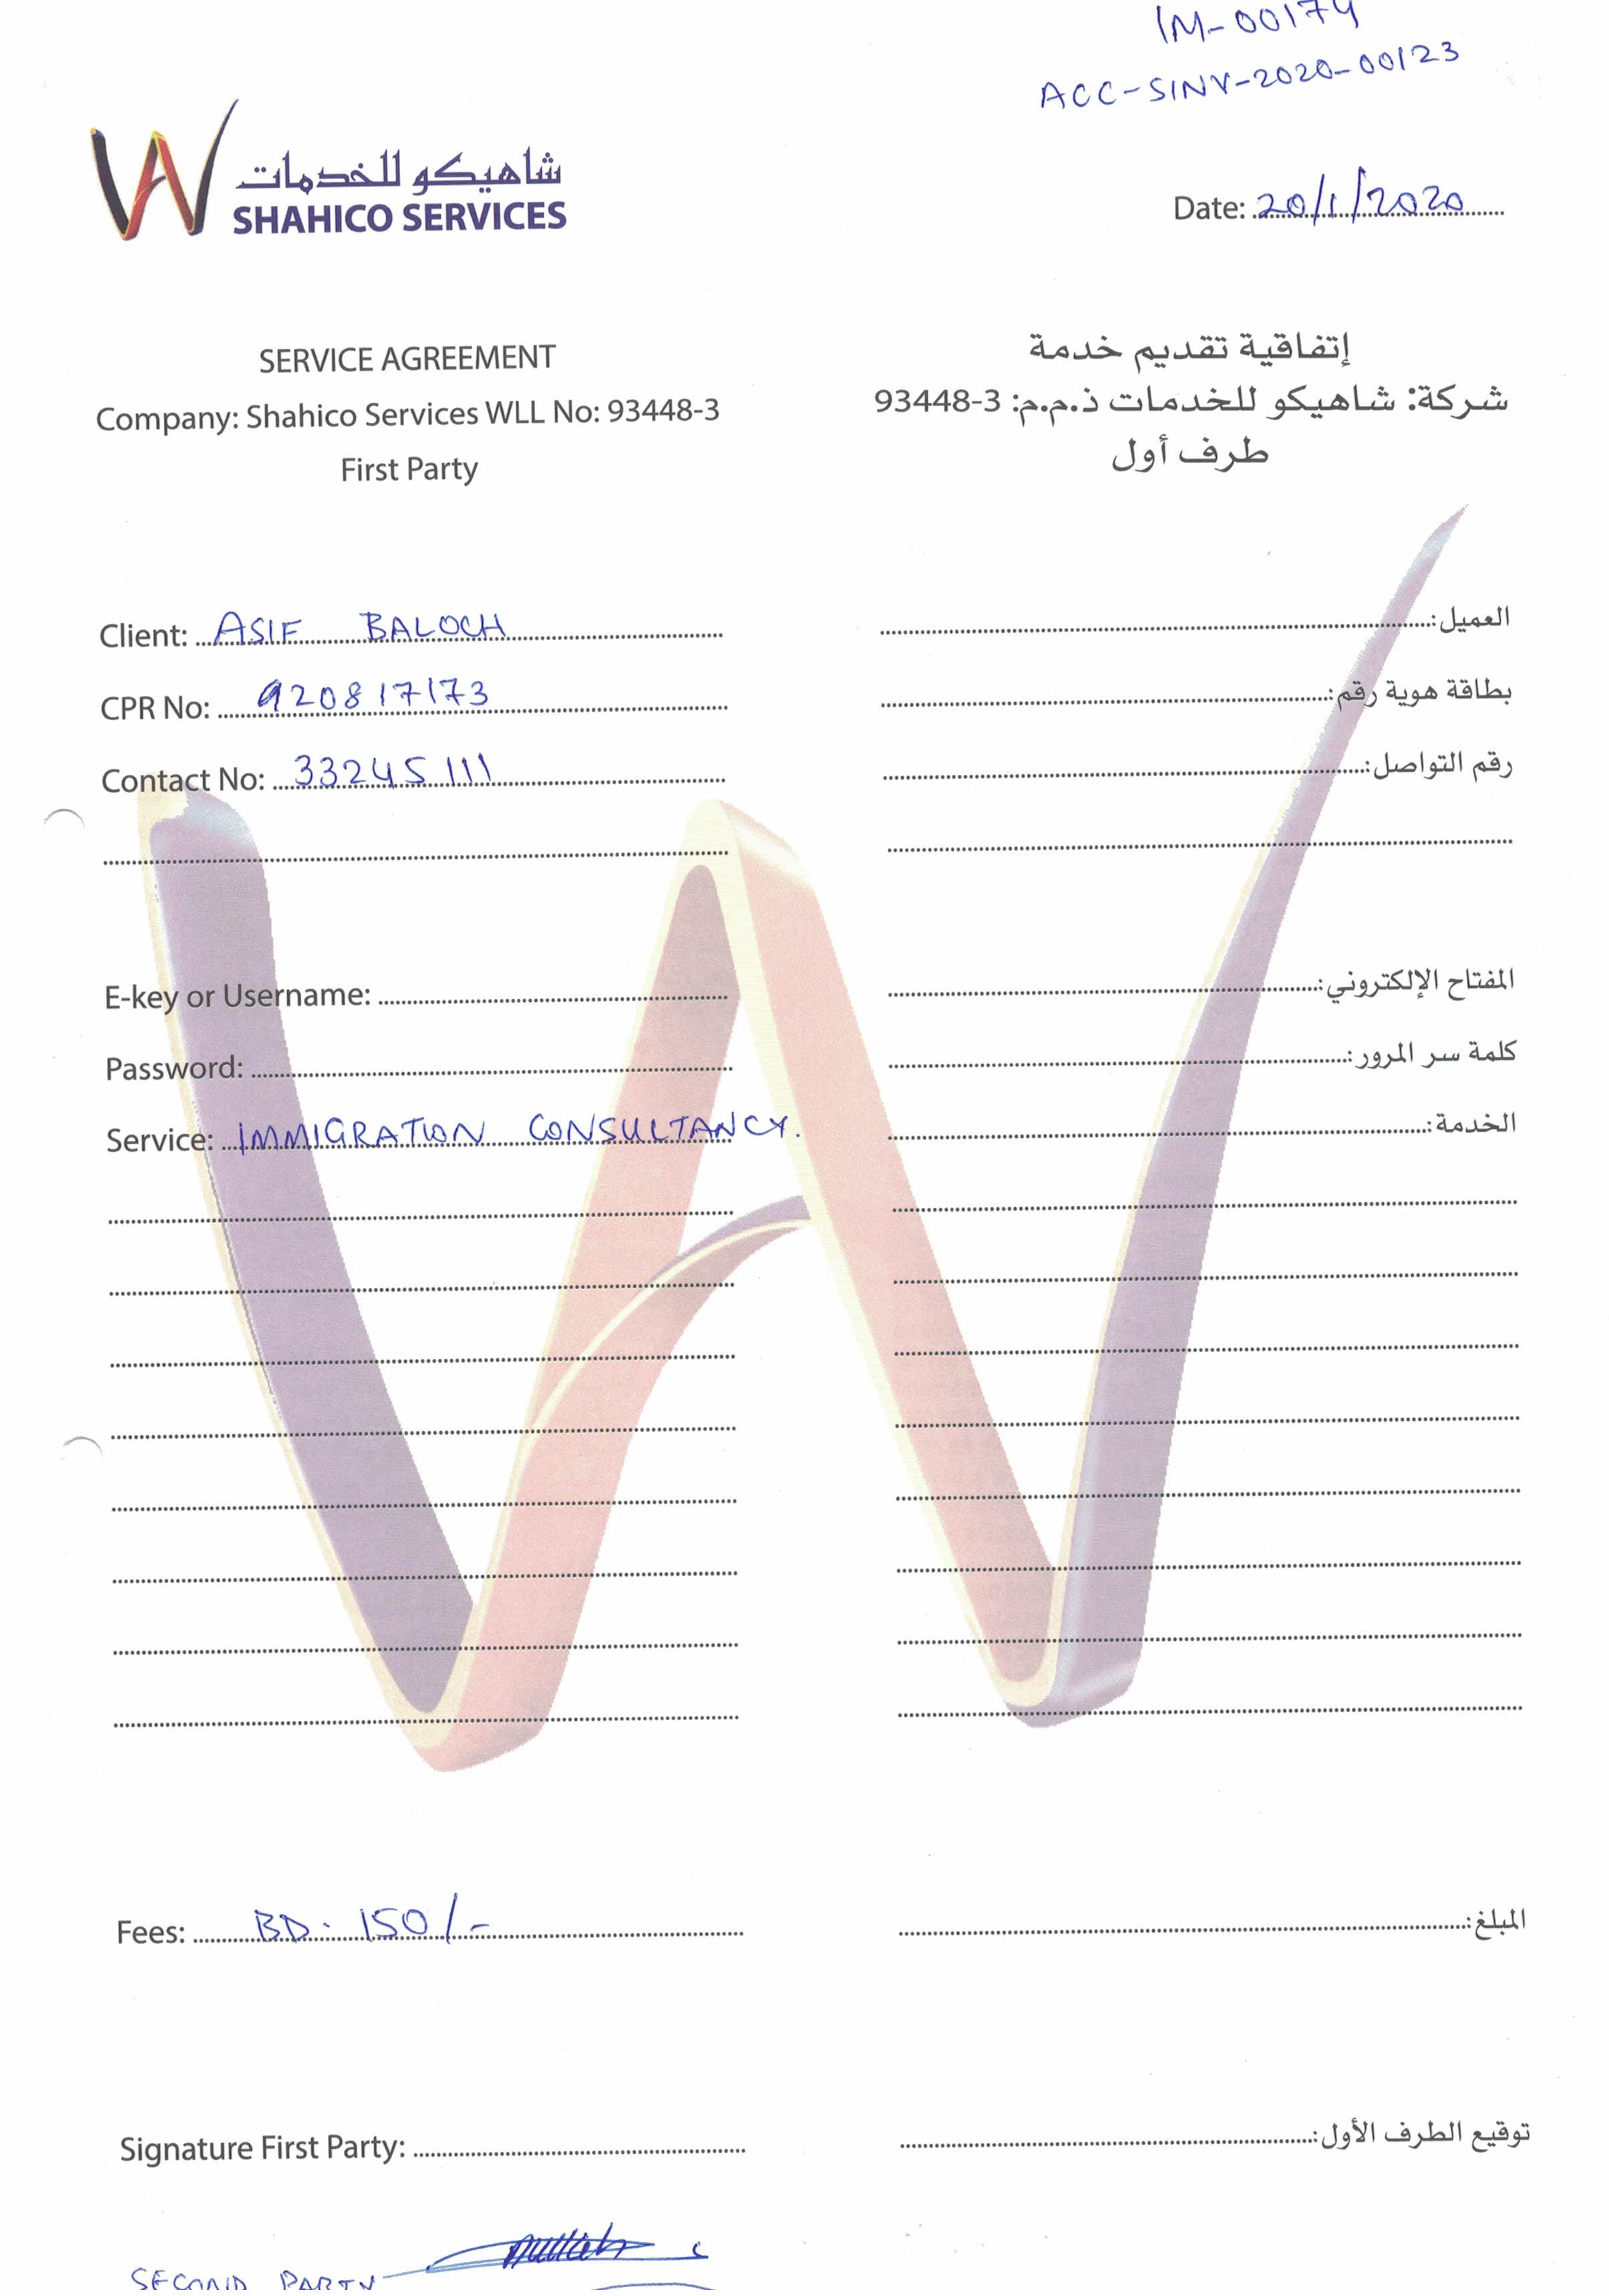 IM-00174
ACC-SINV-2020-00123
شاهيكو للخدمات
SHAHICO SERVICES
Date: 20/1/2020
SERVICE AGREEMENT
Company: Shahico Services WLL No: 93448-3
First Party
إتفاقية تقديم خدمة
شركة: شاهيكو للخدمات ذ.م.م: 3-93448
طرف أول
Client: ASIF BALOCH
العميل:
CPR No: 920817173
بطاقة هوية رقم:
Contact No: 33245111
رقم التواصل:
E-key or Username:
المفتاح الإلكتروني:
Password:
كلمة سر المرور:
Service: IMMIGRATION CONSULTANCY.
الخدمة:
Fees: BD. 150/-
المبلغ:
Signature First Party:
توقيع الطرف الأول:
SECOND PARTY